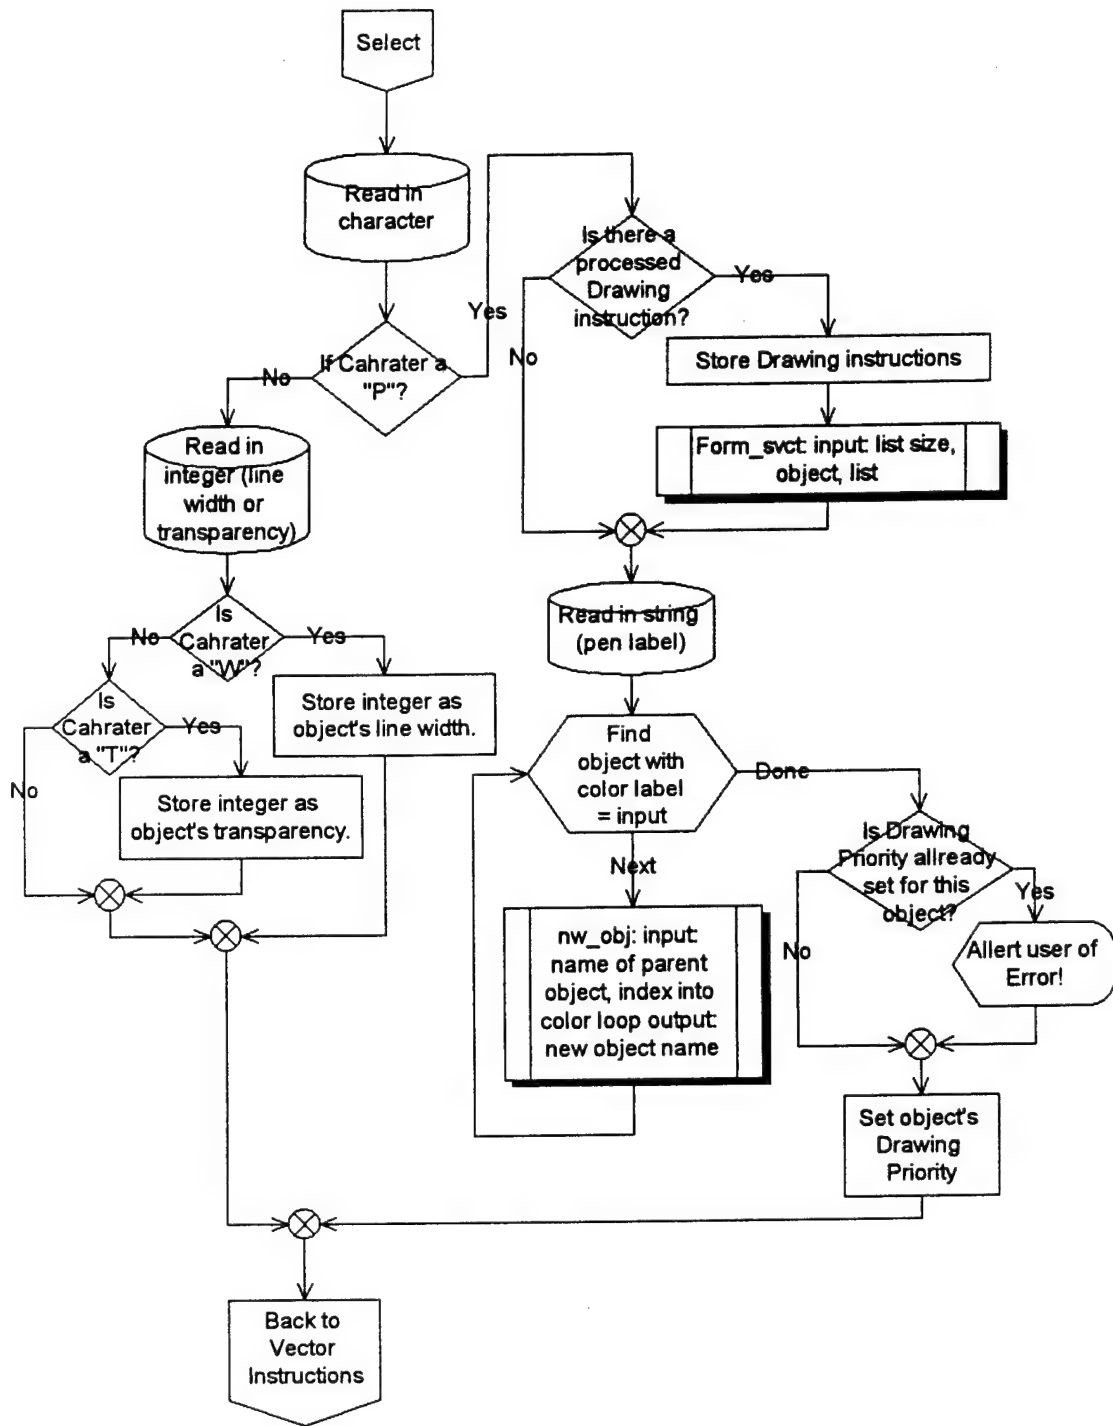 Select
Read in
character
If Cahrater a
"P"?
No
Yes
Is there a
processed
Drawing
instruction?
Yes
No
Store Drawing instructions
Form_svct: input: list size,
object, list
Read in
integer (line
width or
transparency)
Is
Cahrater
a "W"?
No
Yes
Store integer as
object's line width.
Is
Cahrater
a "T"?
Yes
No
Store integer as
object's transparency.
Read in string
(pen label)
Find
object with
color label
= input
Done
Next
nw_obj: input:
name of parent
object, index into
color loop output:
new object name
Is Drawing
Priority allready
set for this
object?
Yes
No
Allert user of
Error!
Set object's
Drawing
Priority
Back to
Vector
Instructions